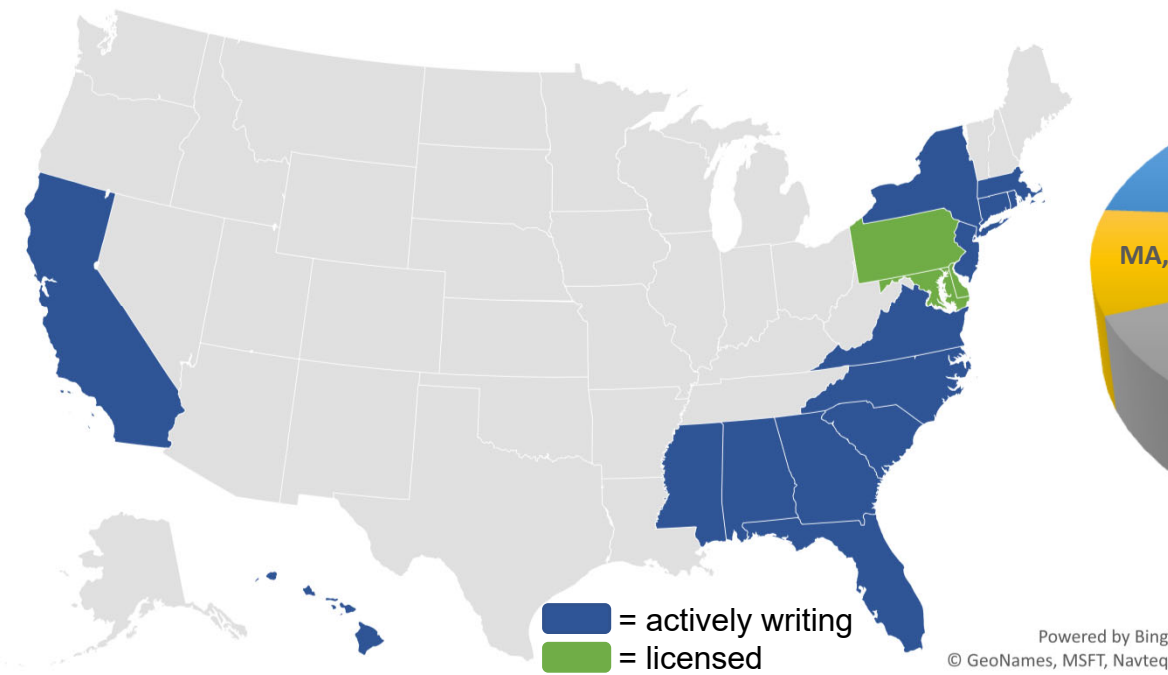 MA,
= actively writing
= licensed
Powered by Bing
© GeoNames, MSFT, Navteq